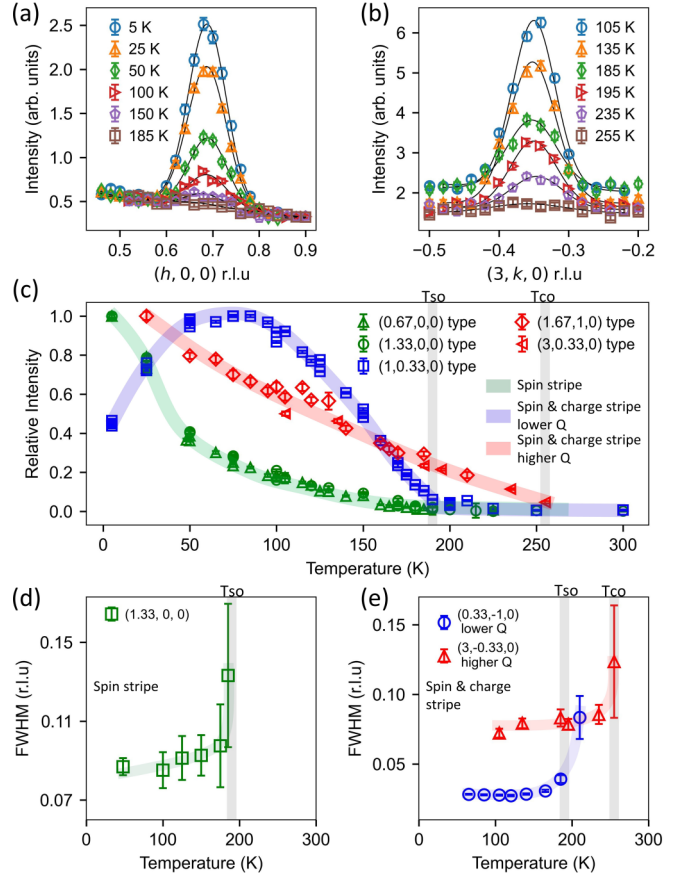 (a)
5 K
25 K
50 K
100 K
150 K
185 K
2.5
2.0
1.5
1.0
0.5
Intensity (arb. units)
0.5 0.6 0.7 0.8 0.9
(h, 0, 0) r.l.u
(b)
105 K
135 K
185 K
195 K
235 K
255 K
6
5
4
3
2
Intensity (arb. units)
−0.5 −0.4 −0.3 −0.2
(3, k, 0) r.l.u
(c)
Tso
Tco
(0.67,0,0) type
(1.33,0,0) type
(1,0.33,0) type
(1.67,1,0) type
(3,0.33,0) type
Spin stripe
Spin & charge stripe
lower Q
Spin & charge stripe
higher Q
1.0
0.8
0.6
0.4
0.2
0.0
Relative Intensity
0 50 100 150 200 250 300
Temperature (K)
(d)
Tso
(1.33, 0, 0)
Spin stripe
0.15
0.11
0.07
FWHM (r.l.u)
0 100 200 300
Temperature (K)
(e)
Tso
Tco
(0.33,-1,0)
lower Q
(3,-0.33,0)
higher Q
Spin & charge
stripe
0.15
0.10
0.05
FWHM (r.l.u)
0 100 200 300
Temperature (K)